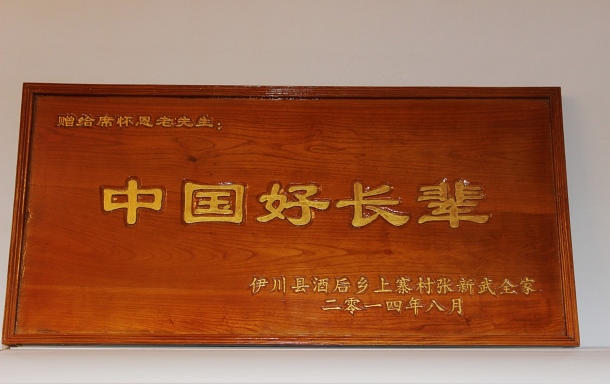 赠给席怀恩老先生：
中国好长辈
伊川县酒后乡上寨村张新武全家
二零一四年八月